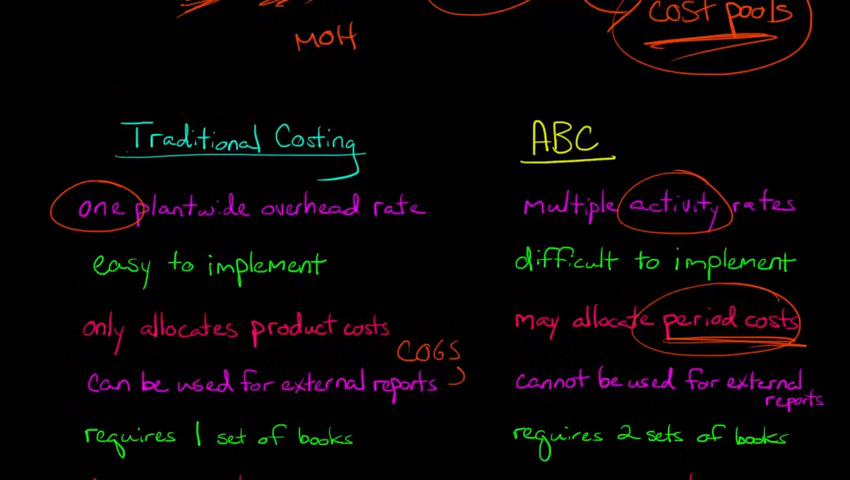 cost pools
MOH
Traditional Costing
ABC
one plantwide overhead rate
multiple activity rates
easy to implement
difficult to implement
only allocates product costs
may allocate period costs
COGS
can be used for external reports
cannot be used for external
reports
requires 1 set of books
requires 2 sets of books